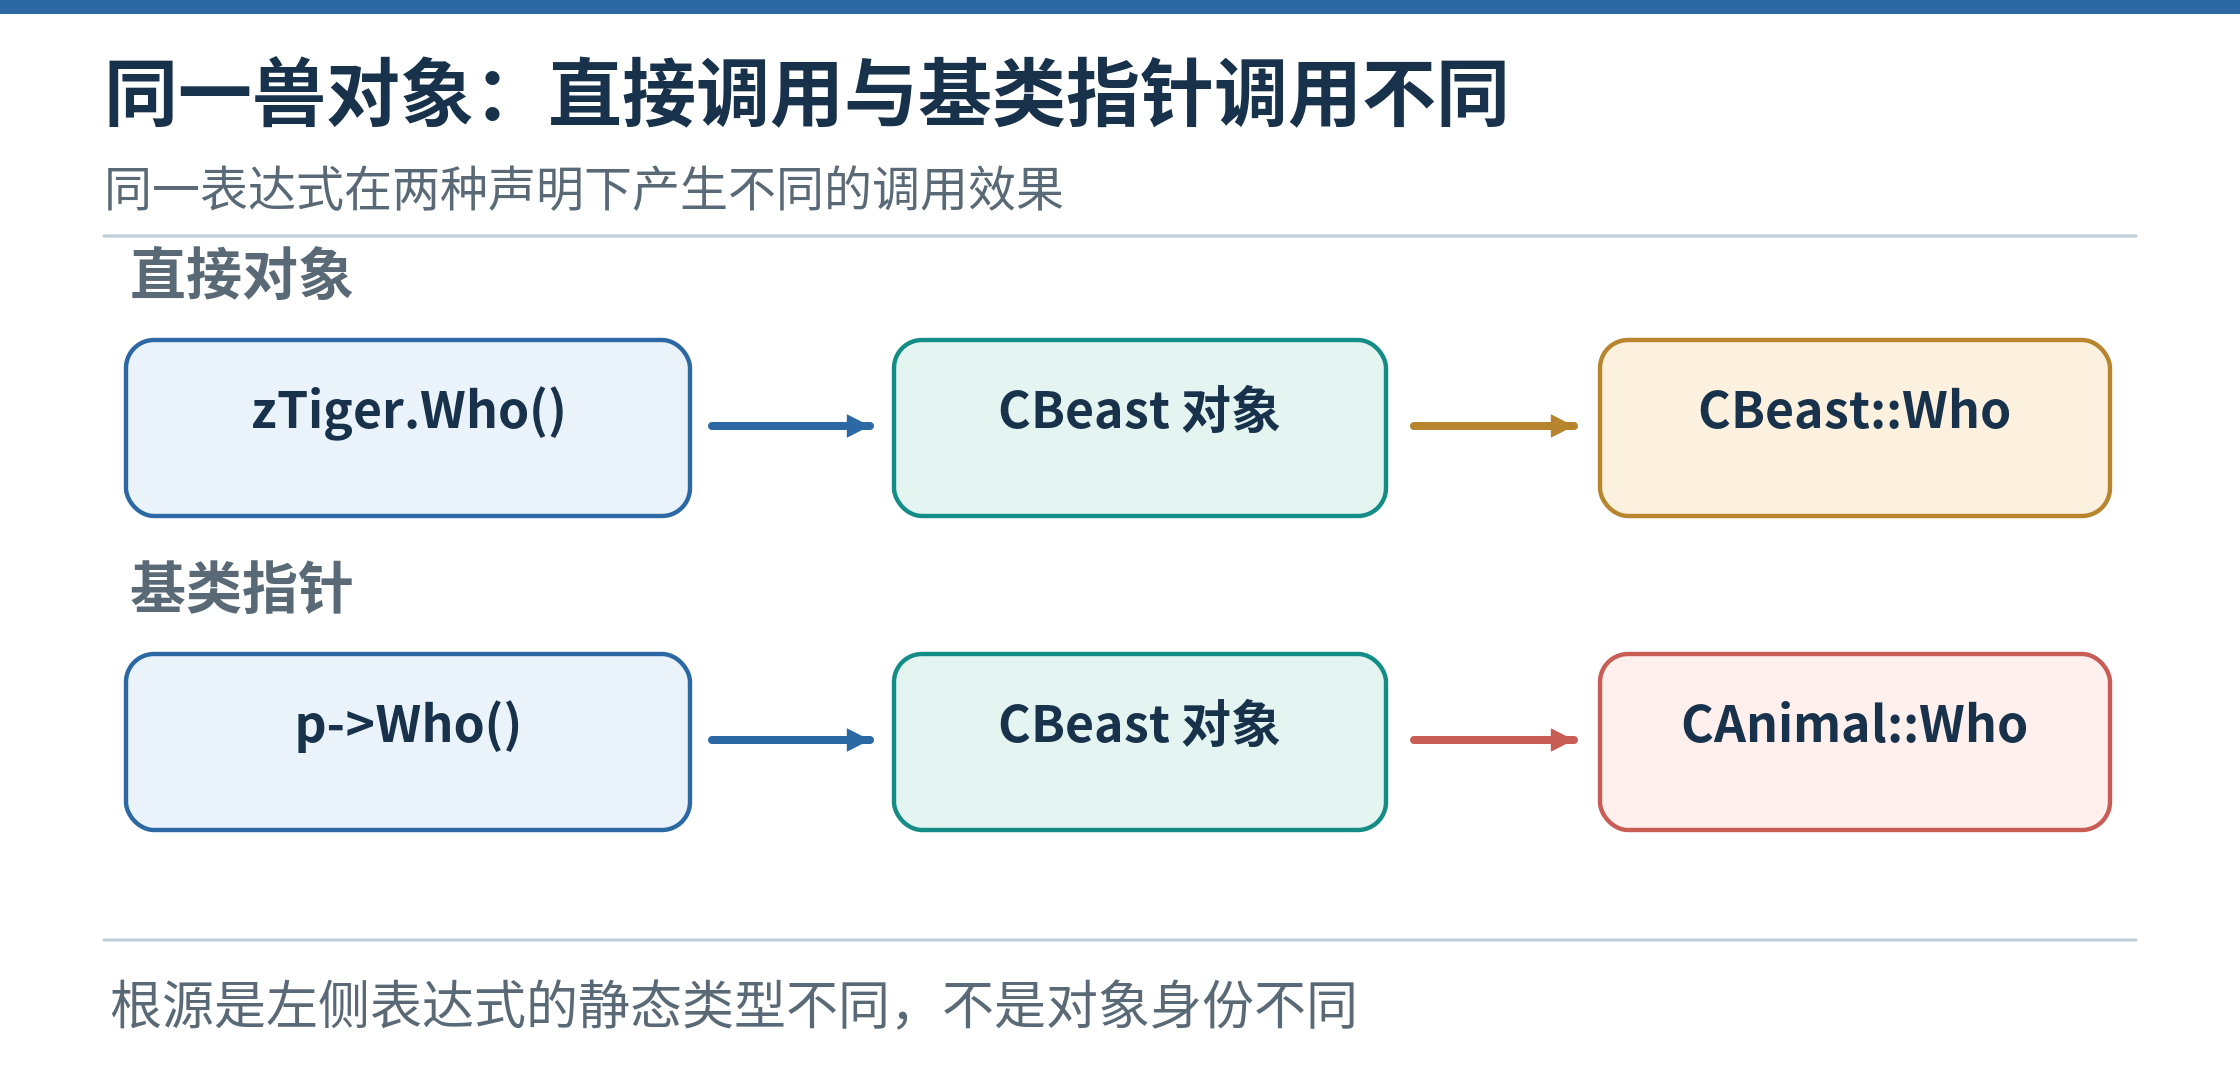 同一兽对象：直接调用与基类指针调用不同
同一表达式在两种声明下产生不同的调用效果
直接对象
zTiger.Who()
CBeast 对象
CBeast::Who
基类指针
p->Who()
CBeast 对象
CAnimal::Who
根源是左侧表达式的静态类型不同，不是对象身份不同